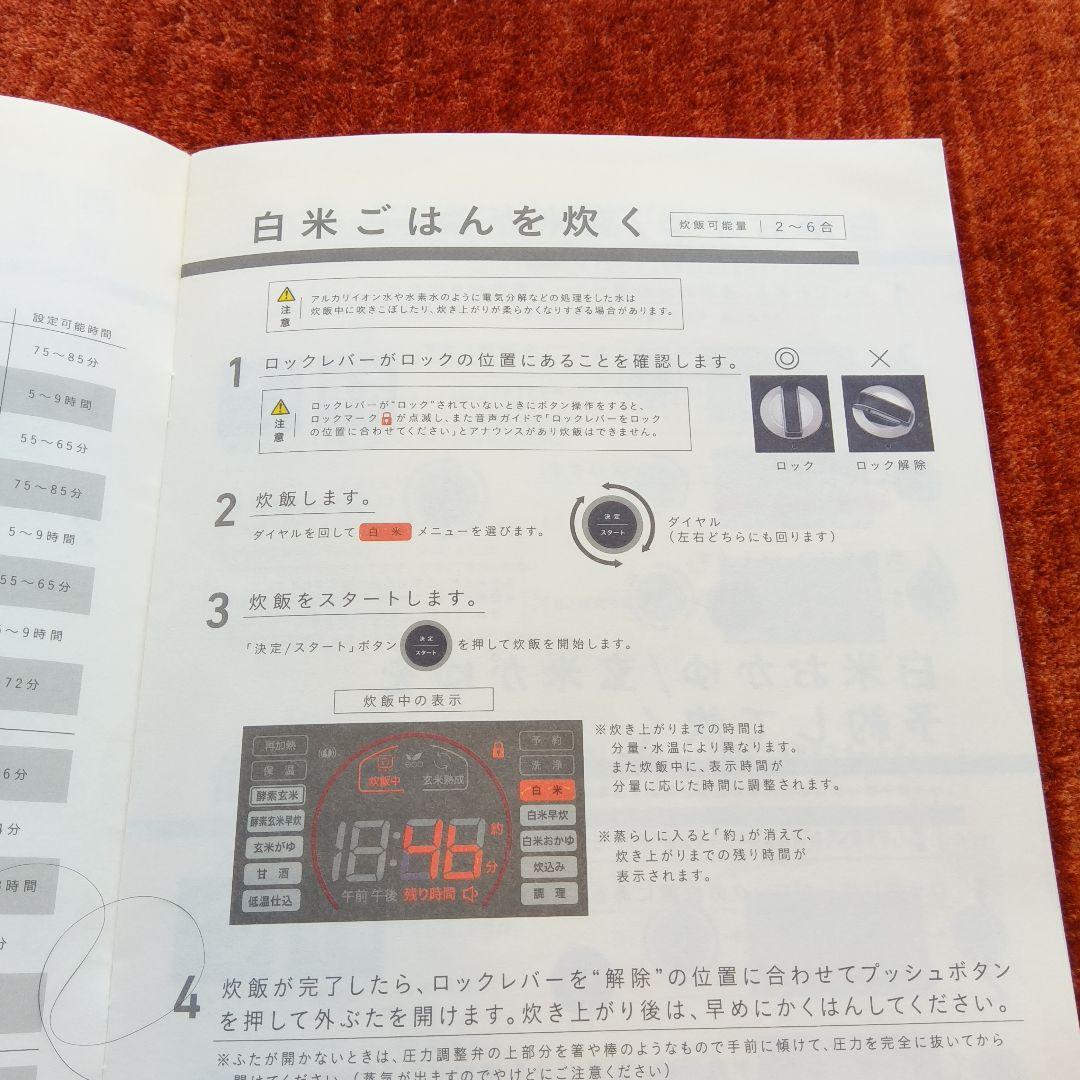 設定可能時間
75～85分
5～9時間
55～65分
75～85分
5～9時間
55～65分
～9時間
72分
6分
分
時間
分
白米ごはんを炊く
炊飯可能量 | 2～6合
注意
アルカリイオン水や水素水のように電気分解などの処理をした水は
炊飯中に吹きこぼしたり、炊き上がりが柔らかくなりすぎる場合があります。
1 ロックレバーがロックの位置にあることを確認します。
注意
ロックレバーが“ロック”されていないときにボタン操作をすると、
ロックマーク が点滅し、また音声ガイドで「ロックレバーをロック
の位置に合わせてください」とアナウンスがあり炊飯はできません。
◎ ×
ロック ロック解除
2 炊飯します。
ダイヤルを回して 白米 メニューを選びます。
決定
スタート
ダイヤル
(左右どちらにも回ります)
3 炊飯をスタートします。
「決定/スタート」ボタン 決定 スタート を押して炊飯を開始します。
炊飯中の表示
再加熱
保温
酵素玄米
酵素玄米早炊
玄米がゆ
甘酒
低温仕込
炊飯中
eco
玄米熟成
18:88
46
約
分
午前 午後 残り時間
予約
洗浄
白米
白米早炊
白米おかゆ
炊込み
調理
※炊き上がりまでの時間は
分量・水温により異なります。
また炊飯中に、表示時間が
分量に応じた時間に調整されます。
※蒸らしに入ると「約」が消えて、
炊き上がりまでの残り時間が
表示されます。
4 炊飯が完了したら、ロックレバーを“解除”の位置に合わせてプッシュボタン
を押して外ぶたを開けます。炊き上がり後は、早めにかくはんしてください。
※ふたが開かないときは、圧力調整弁の上部分を箸や棒のようなもので手前に傾けて、圧力を完全に抜いてから
開けてください。(蒸気が出ますのでやけどにご注意ください)